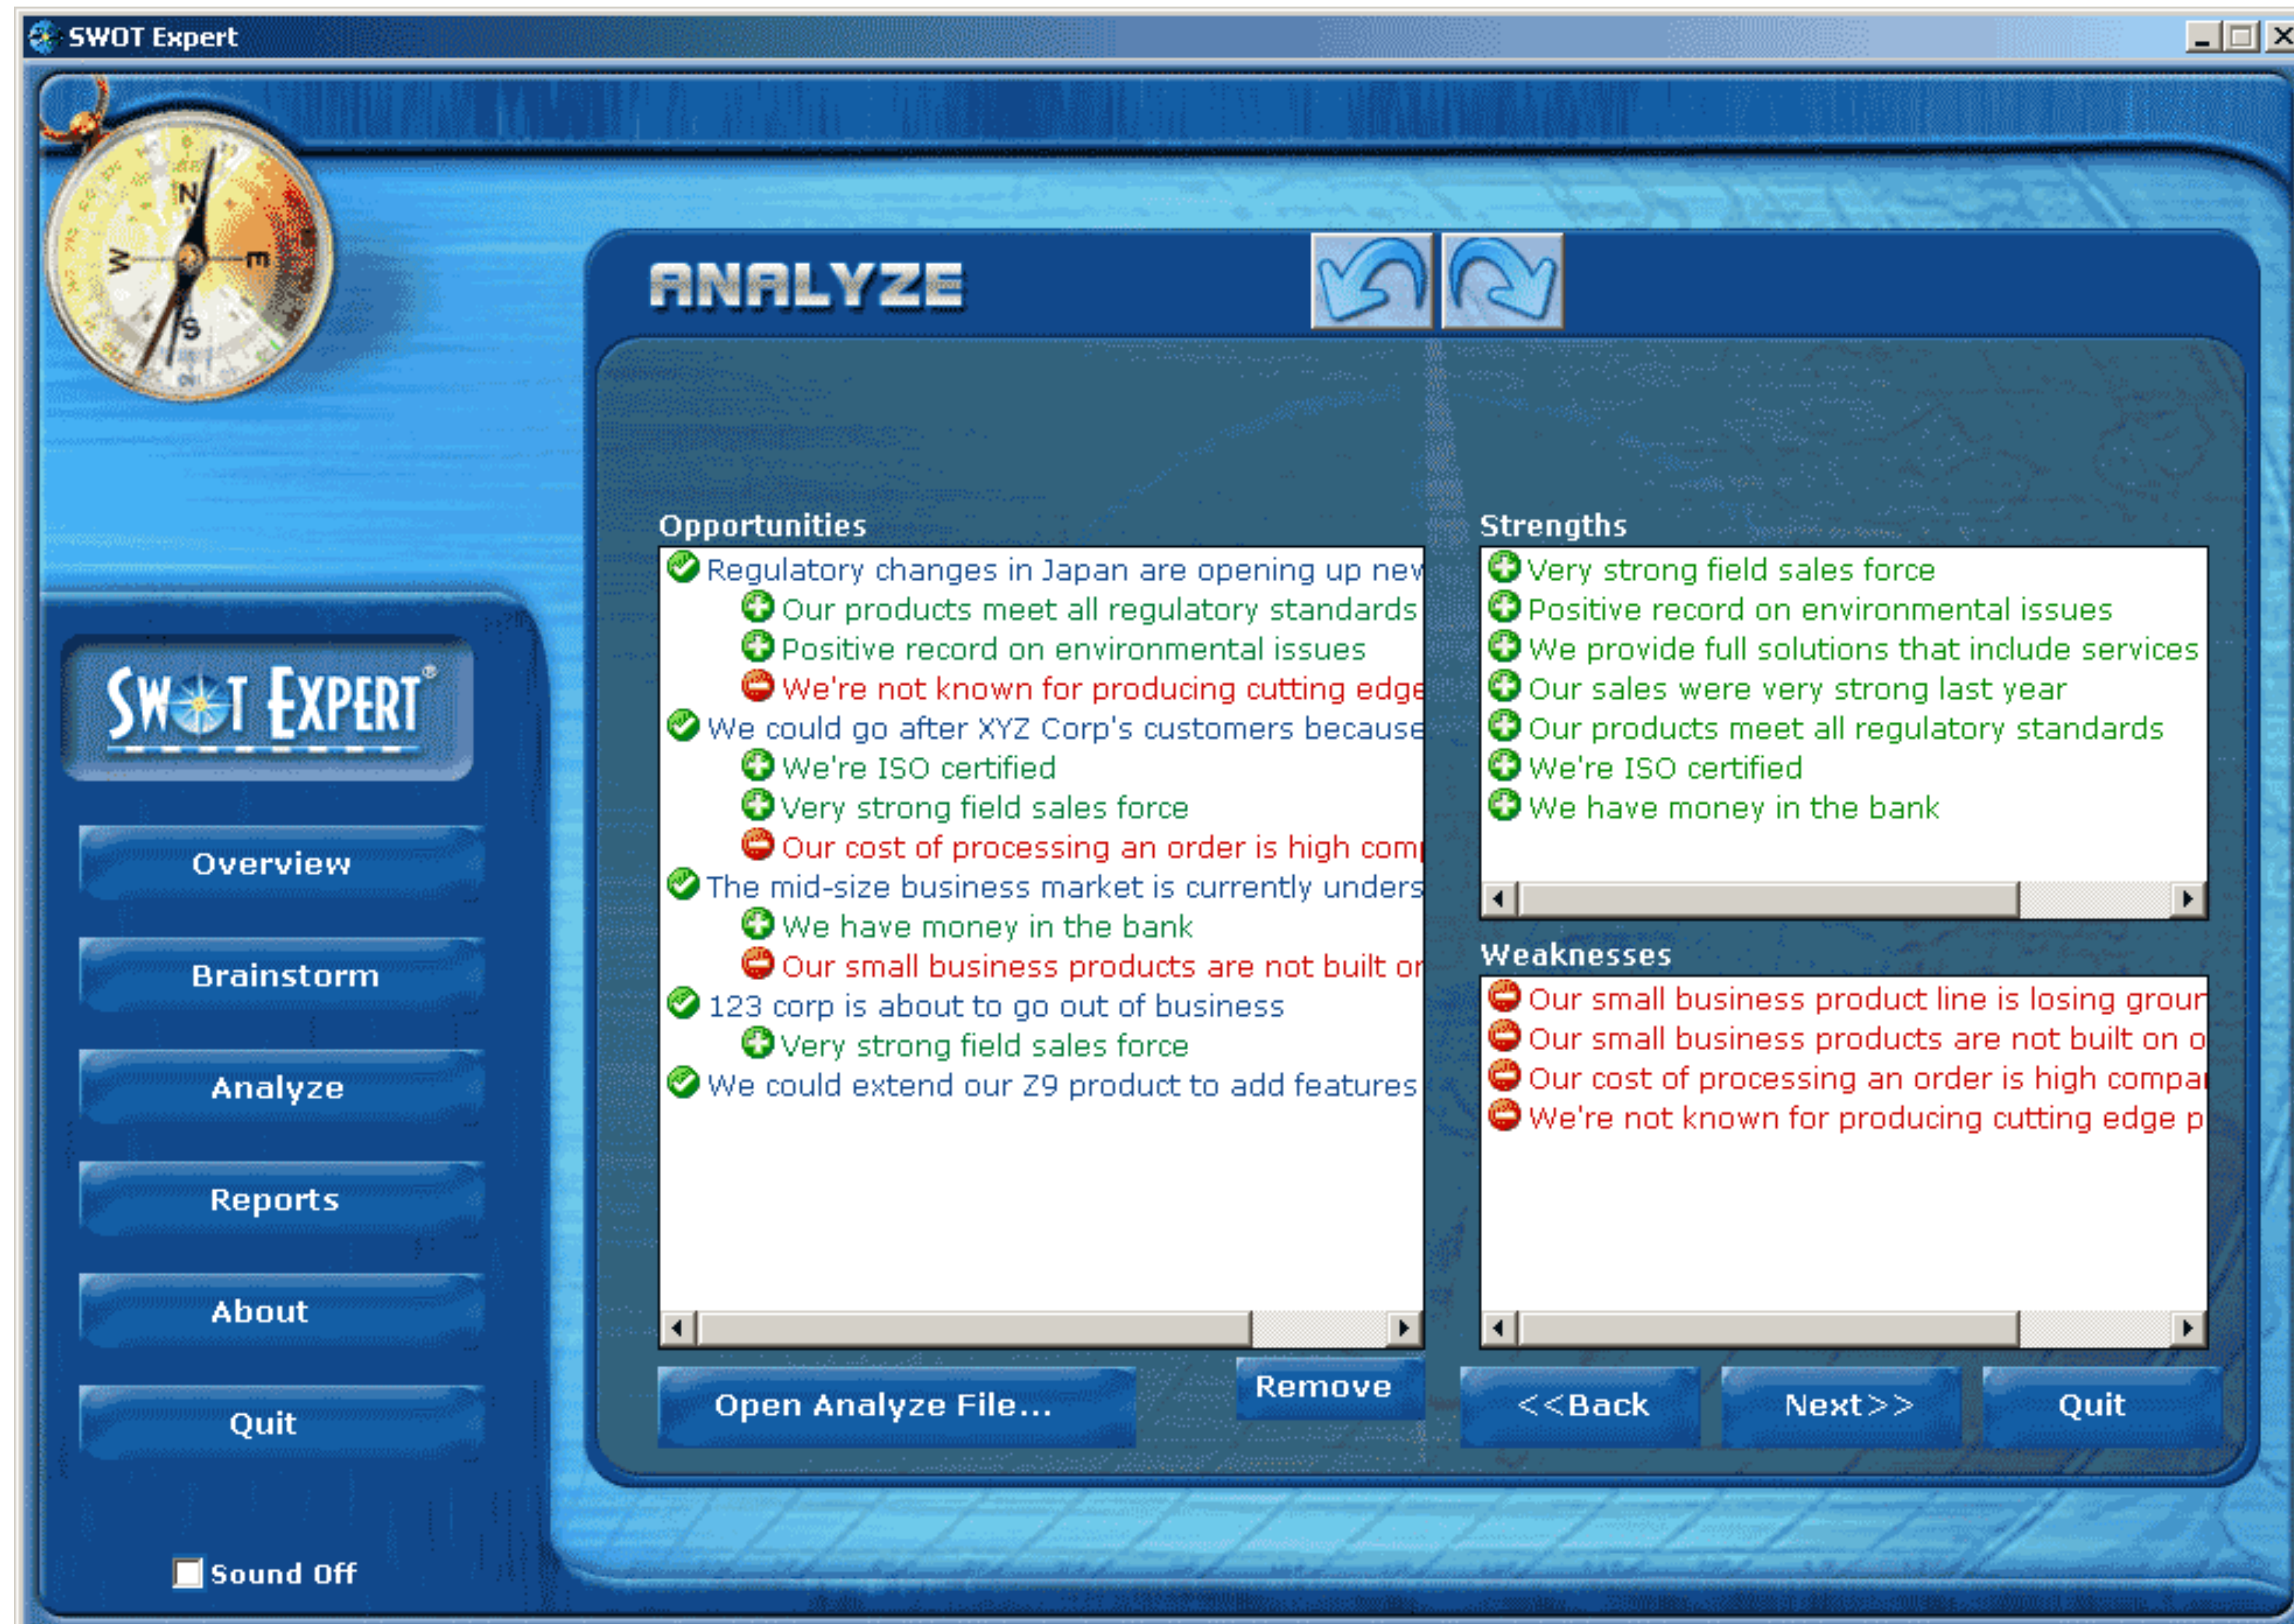 SWOT Expert
N
W
E
S
ANALYZE
Opportunities
Regulatory changes in Japan are opening up
Our products meet all regulatory standards
Positive record on environmental issues
We're not known for producing cutting edge
We could go after XYZ Corp's customers because
We're ISO certified
Very strong field sales force
Our cost of processing an order is high
The mid-size business market is currently
We have money in the bank
Our small business products are not built
123 corp is about to go out of business
Very strong field sales force
We could extend our Z9 product to add features
Strengths
Very strong field sales force
Positive record on environmental issues
We provide full solutions that include services
Our sales were very strong last year
Our products meet all regulatory standards
We're ISO certified
We have money in the bank
Weaknesses
Our small business product line is losing
Our small business products are not built on
Our cost of processing an order is high
We're not known for producing cutting edge
SWOT EXPERT®
Overview
Brainstorm
Analyze
Reports
About
Quit
Sound Off
Open Analyze File...
Remove
<<Back
Next>>
Quit